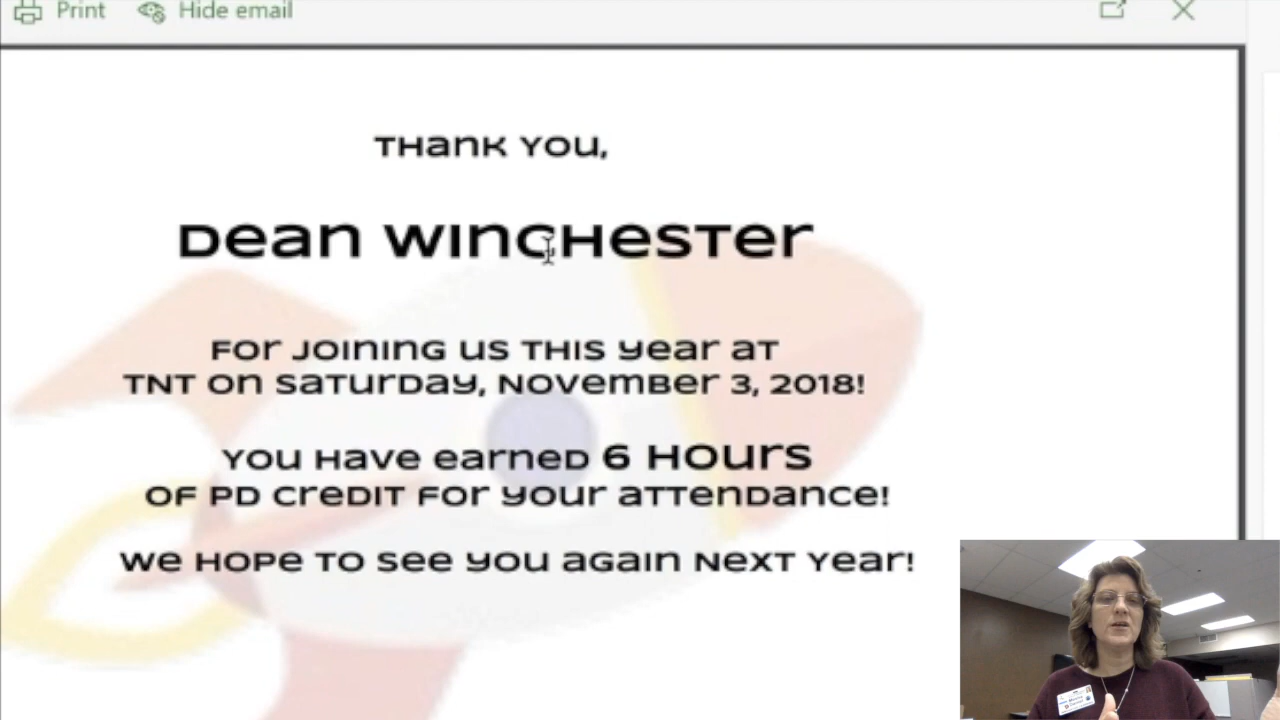 Print
Hide email
Thank you,
Dean Winchester
For joining us this year at
TNT on Saturday, November 3, 2018!
You have earned 6 Hours
of PD credit for your attendance!
We hope to see you again next year!